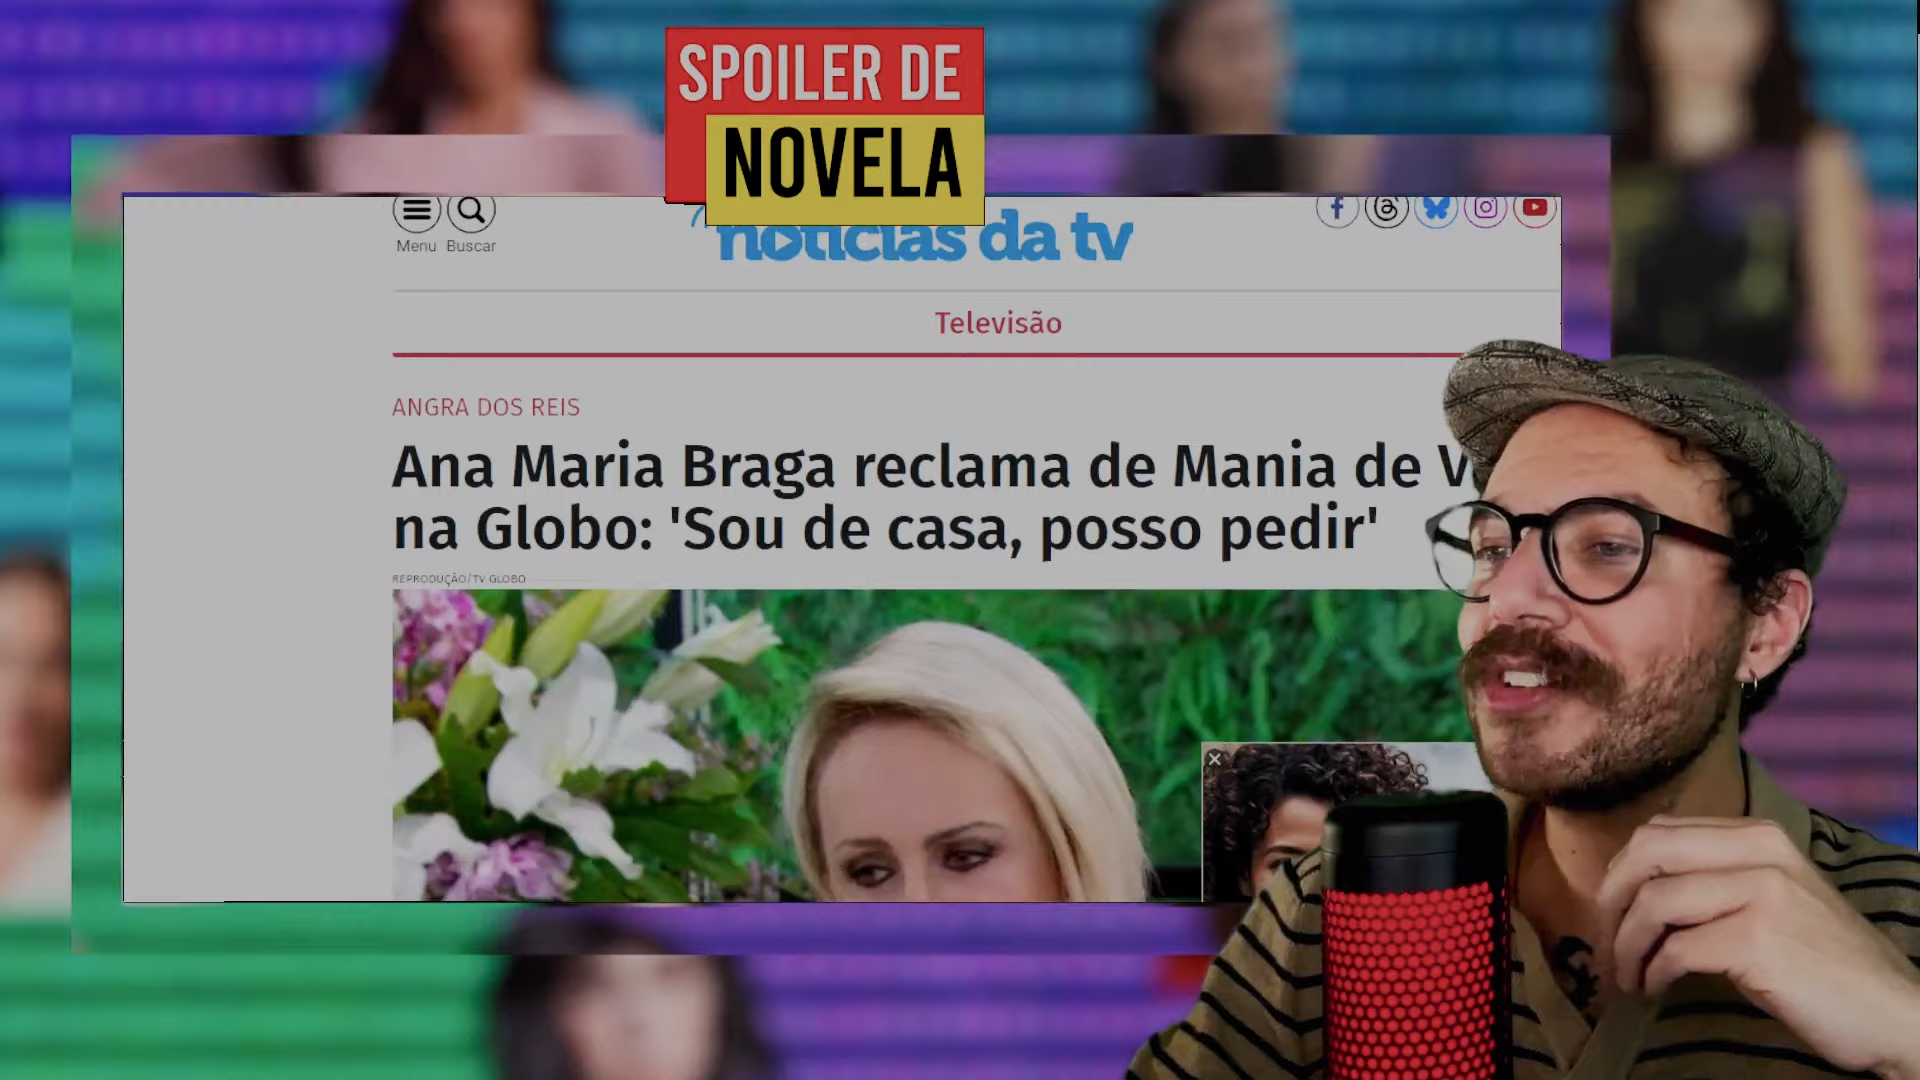 SPOILER DE
NOVELA
Menu Buscar
notícias da tv
Televisão
ANGRA DOS REIS
Ana Maria Braga reclama de Mania de V
na Globo: 'Sou de casa, posso pedir'
REPRODUÇÃO/TV GLOBO